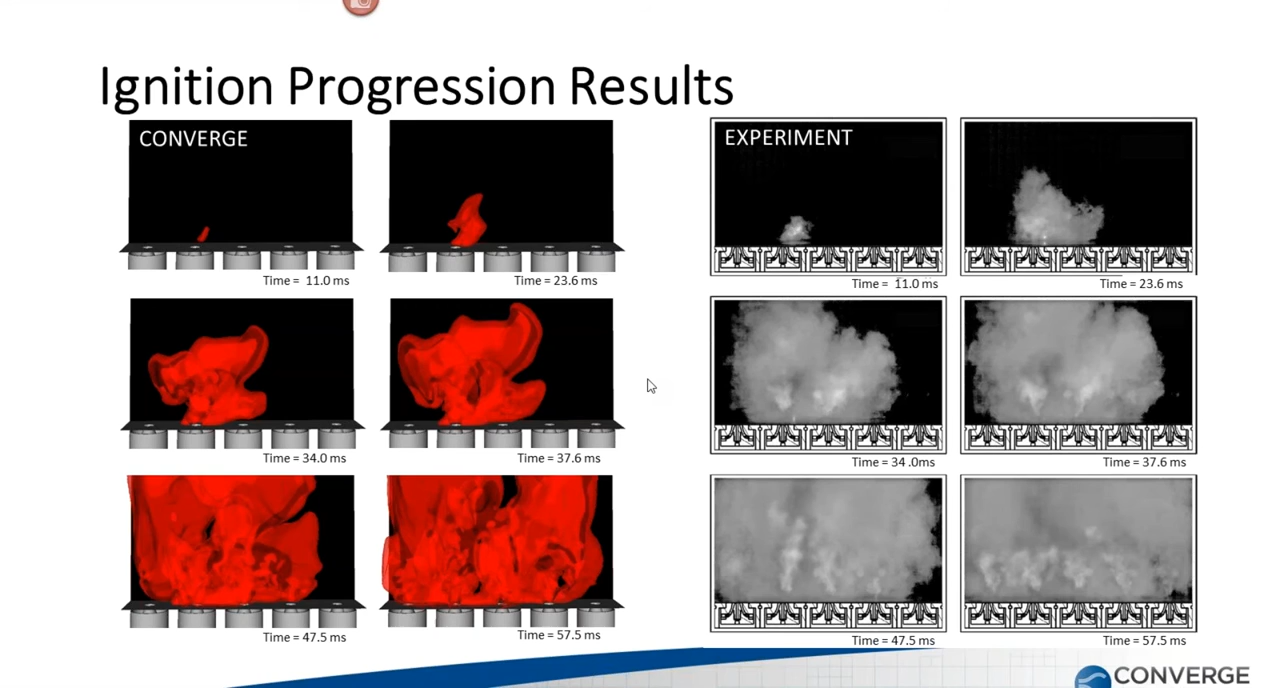 Ignition Progression Results
CONVERGE
EXPERIMENT
Time = 11.0 ms
Time = 23.6 ms
Time = 11.0 ms
Time = 23.6 ms
Time = 34.0 ms
Time = 37.6 ms
Time = 34 .0ms
Time = 37.6 ms
Time = 47.5 ms
Time = 57.5 ms
Time = 47.5 ms
Time = 57.5 ms
CONVERGE